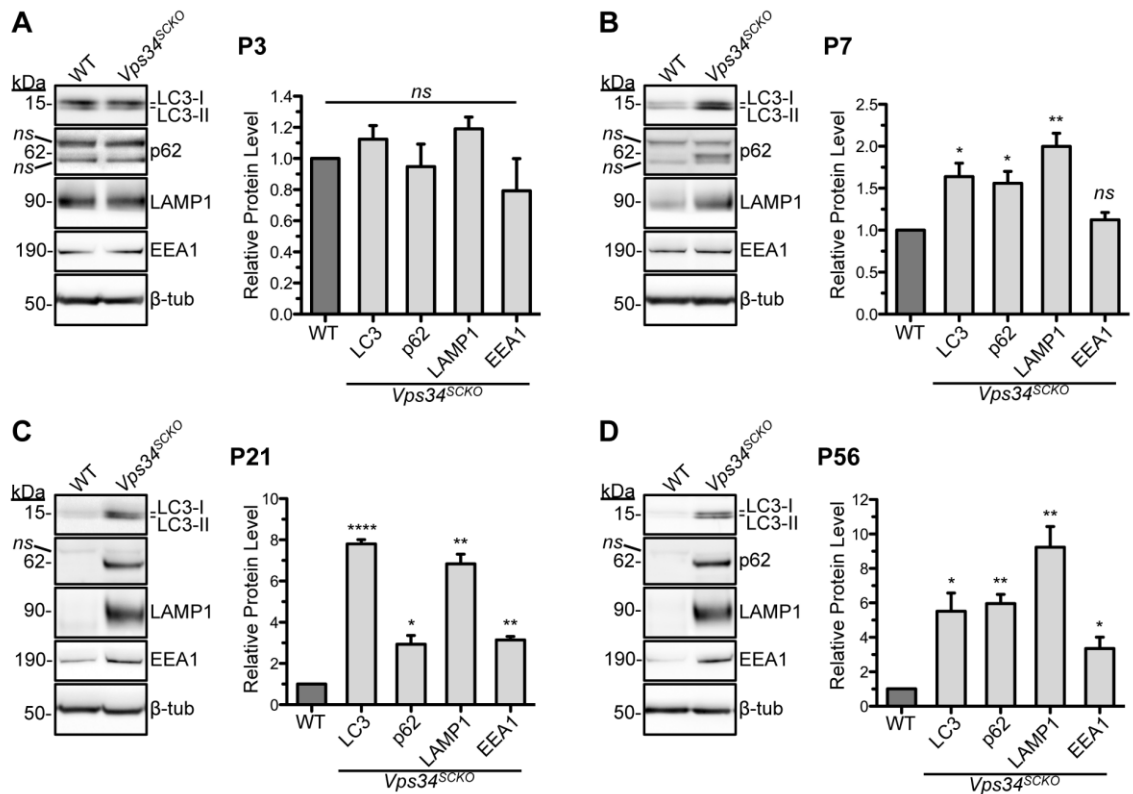 A
P3
kDa
WT
Vps34SCKO
15-
LC3-I
LC3-II
ns
62-
ns
p62
90-
LAMP1
190-
EEA1
50-
β-tub
Relative Protein Level
1.4
1.2
1.0
0.8
0.6
0.4
0.2
0.0
ns
WT
LC3
p62
LAMP1
EEA1
Vps34SCKO
B
P7
kDa
WT
Vps34SCKO
15-
LC3-I
LC3-II
ns
62-
ns
p62
90-
LAMP1
190-
EEA1
50-
β-tub
Relative Protein Level
2.5
2.0
1.5
1.0
0.5
0.0
*
*
**
ns
WT
LC3
p62
LAMP1
EEA1
Vps34SCKO
C
P21
kDa
WT
Vps34SCKO
15-
LC3-I
LC3-II
ns
62-
90-
LAMP1
190-
EEA1
50-
β-tub
Relative Protein Level
10
8
6
4
2
0
****
*
**
**
WT
LC3
p62
LAMP1
EEA1
Vps34SCKO
D
P56
kDa
WT
Vps34SCKO
15-
LC3-I
LC3-II
ns
62-
p62
90-
LAMP1
190-
EEA1
50-
β-tub
Relative Protein Level
12
10
8
6
4
2
0
*
**
**
*
WT
LC3
p62
LAMP1
EEA1
Vps34SCKO